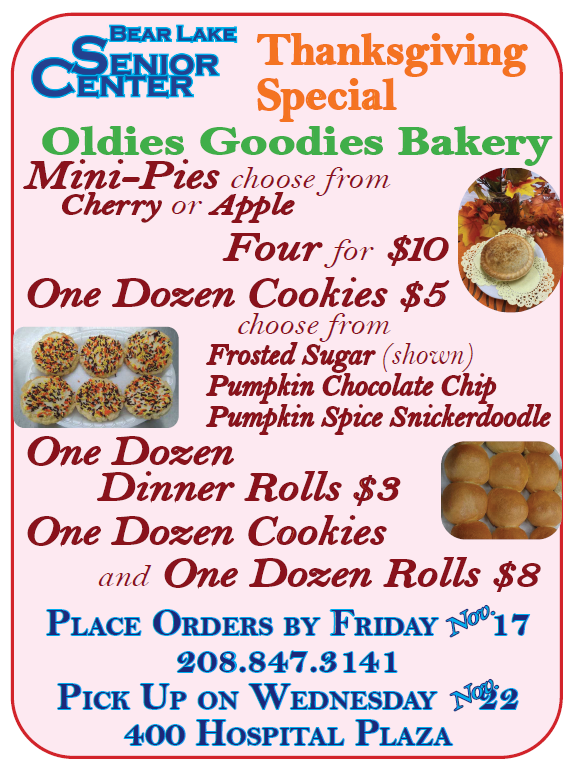 Bear Lake
Senior
Center
Thanksgiving
Special
Oldies Goodies Bakery
Mini-Pies choose from
Cherry or Apple
Four for $10
One Dozen Cookies $5
choose from
Frosted Sugar (shown)
Pumpkin Chocolate Chip
Pumpkin Spice Snickerdoodle
One Dozen
Dinner Rolls $3
One Dozen Cookies
and One Dozen Rolls $8
Place Orders by Friday Nov. 17
208.847.3141
Pick Up on Wednesday Nov. 22
400 Hospital Plaza